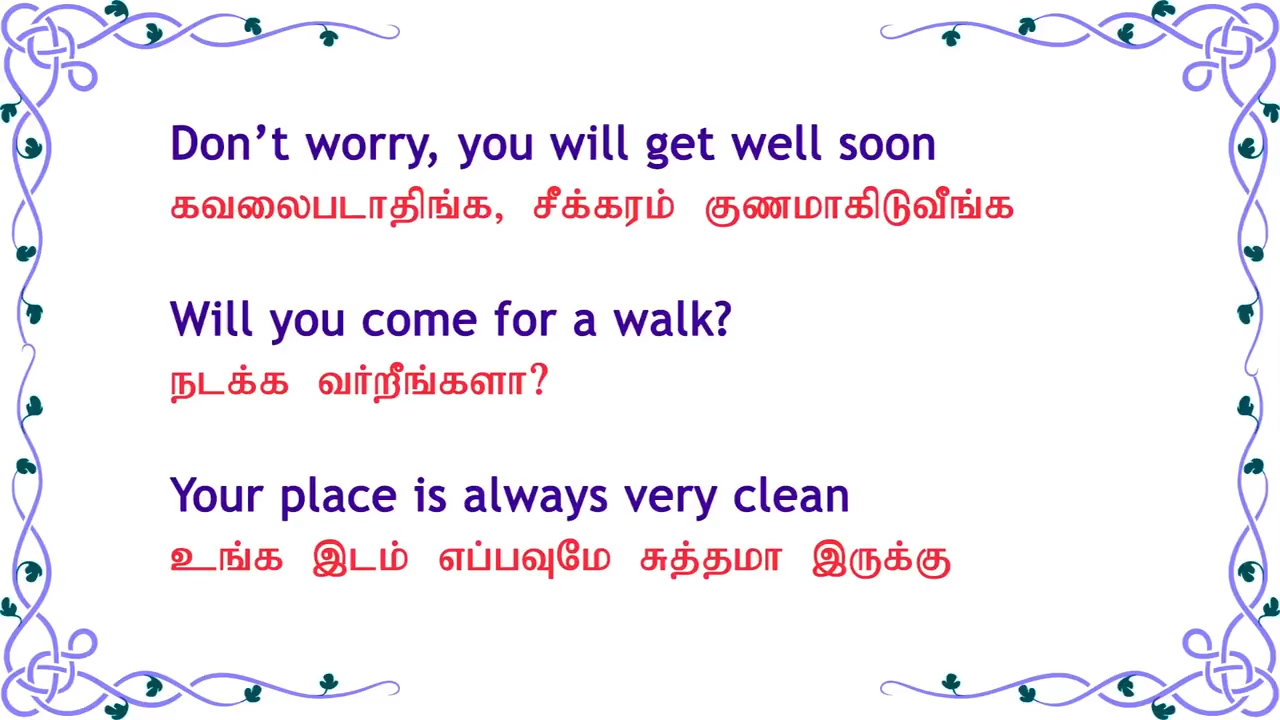 Don’t worry, you will get well soon
கவலைபடாதிங்க, சீக்கரம் குணமாகிடுவீங்க
Will you come for a walk?
நடக்க வர்றீங்களா?
Your place is always very clean
உங்க இடம் எப்பவுமே சுத்தமா இருக்கு